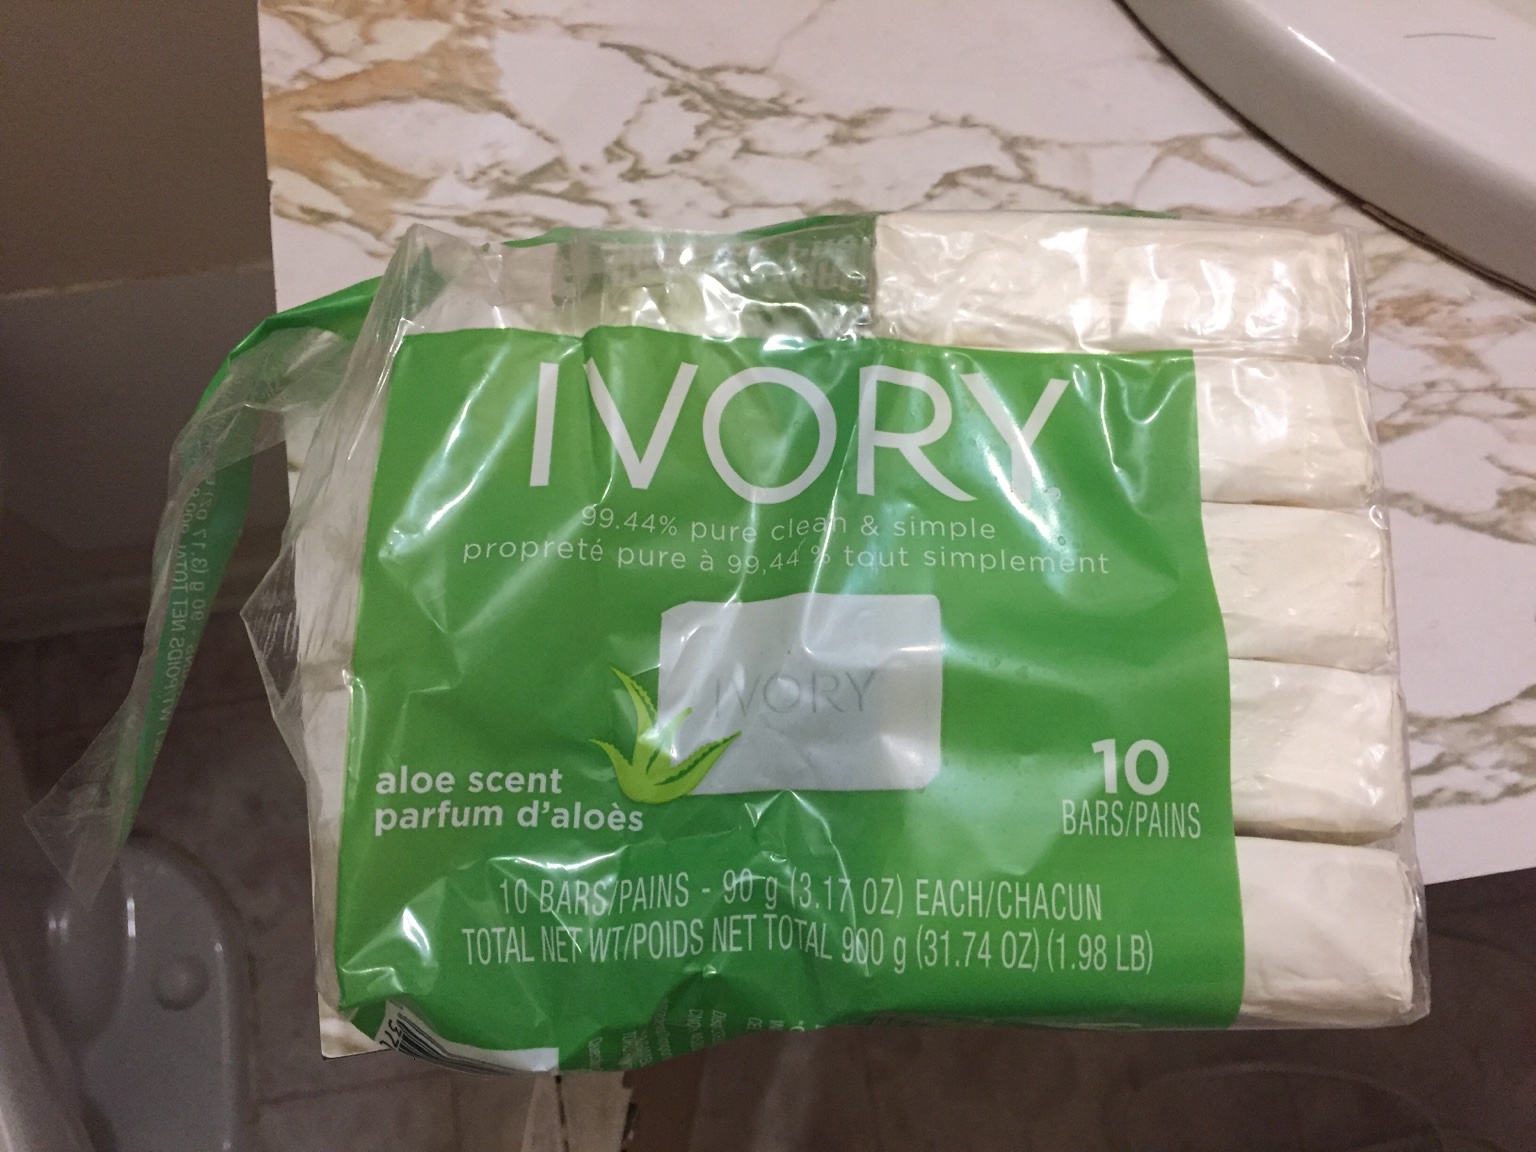 IVORY
99.44% pure clean & simple
propreté pure à 99,44 % tout simplement
IVORY
aloe scent
parfum d'aloès
10
BARS/PAINS
10 BARS/PAINS - 90 g (3.17 OZ) EACH/CHACUN
TOTAL NET WT/POIDS NET TOTAL 900 g (31.74 OZ) (1.98 LB)